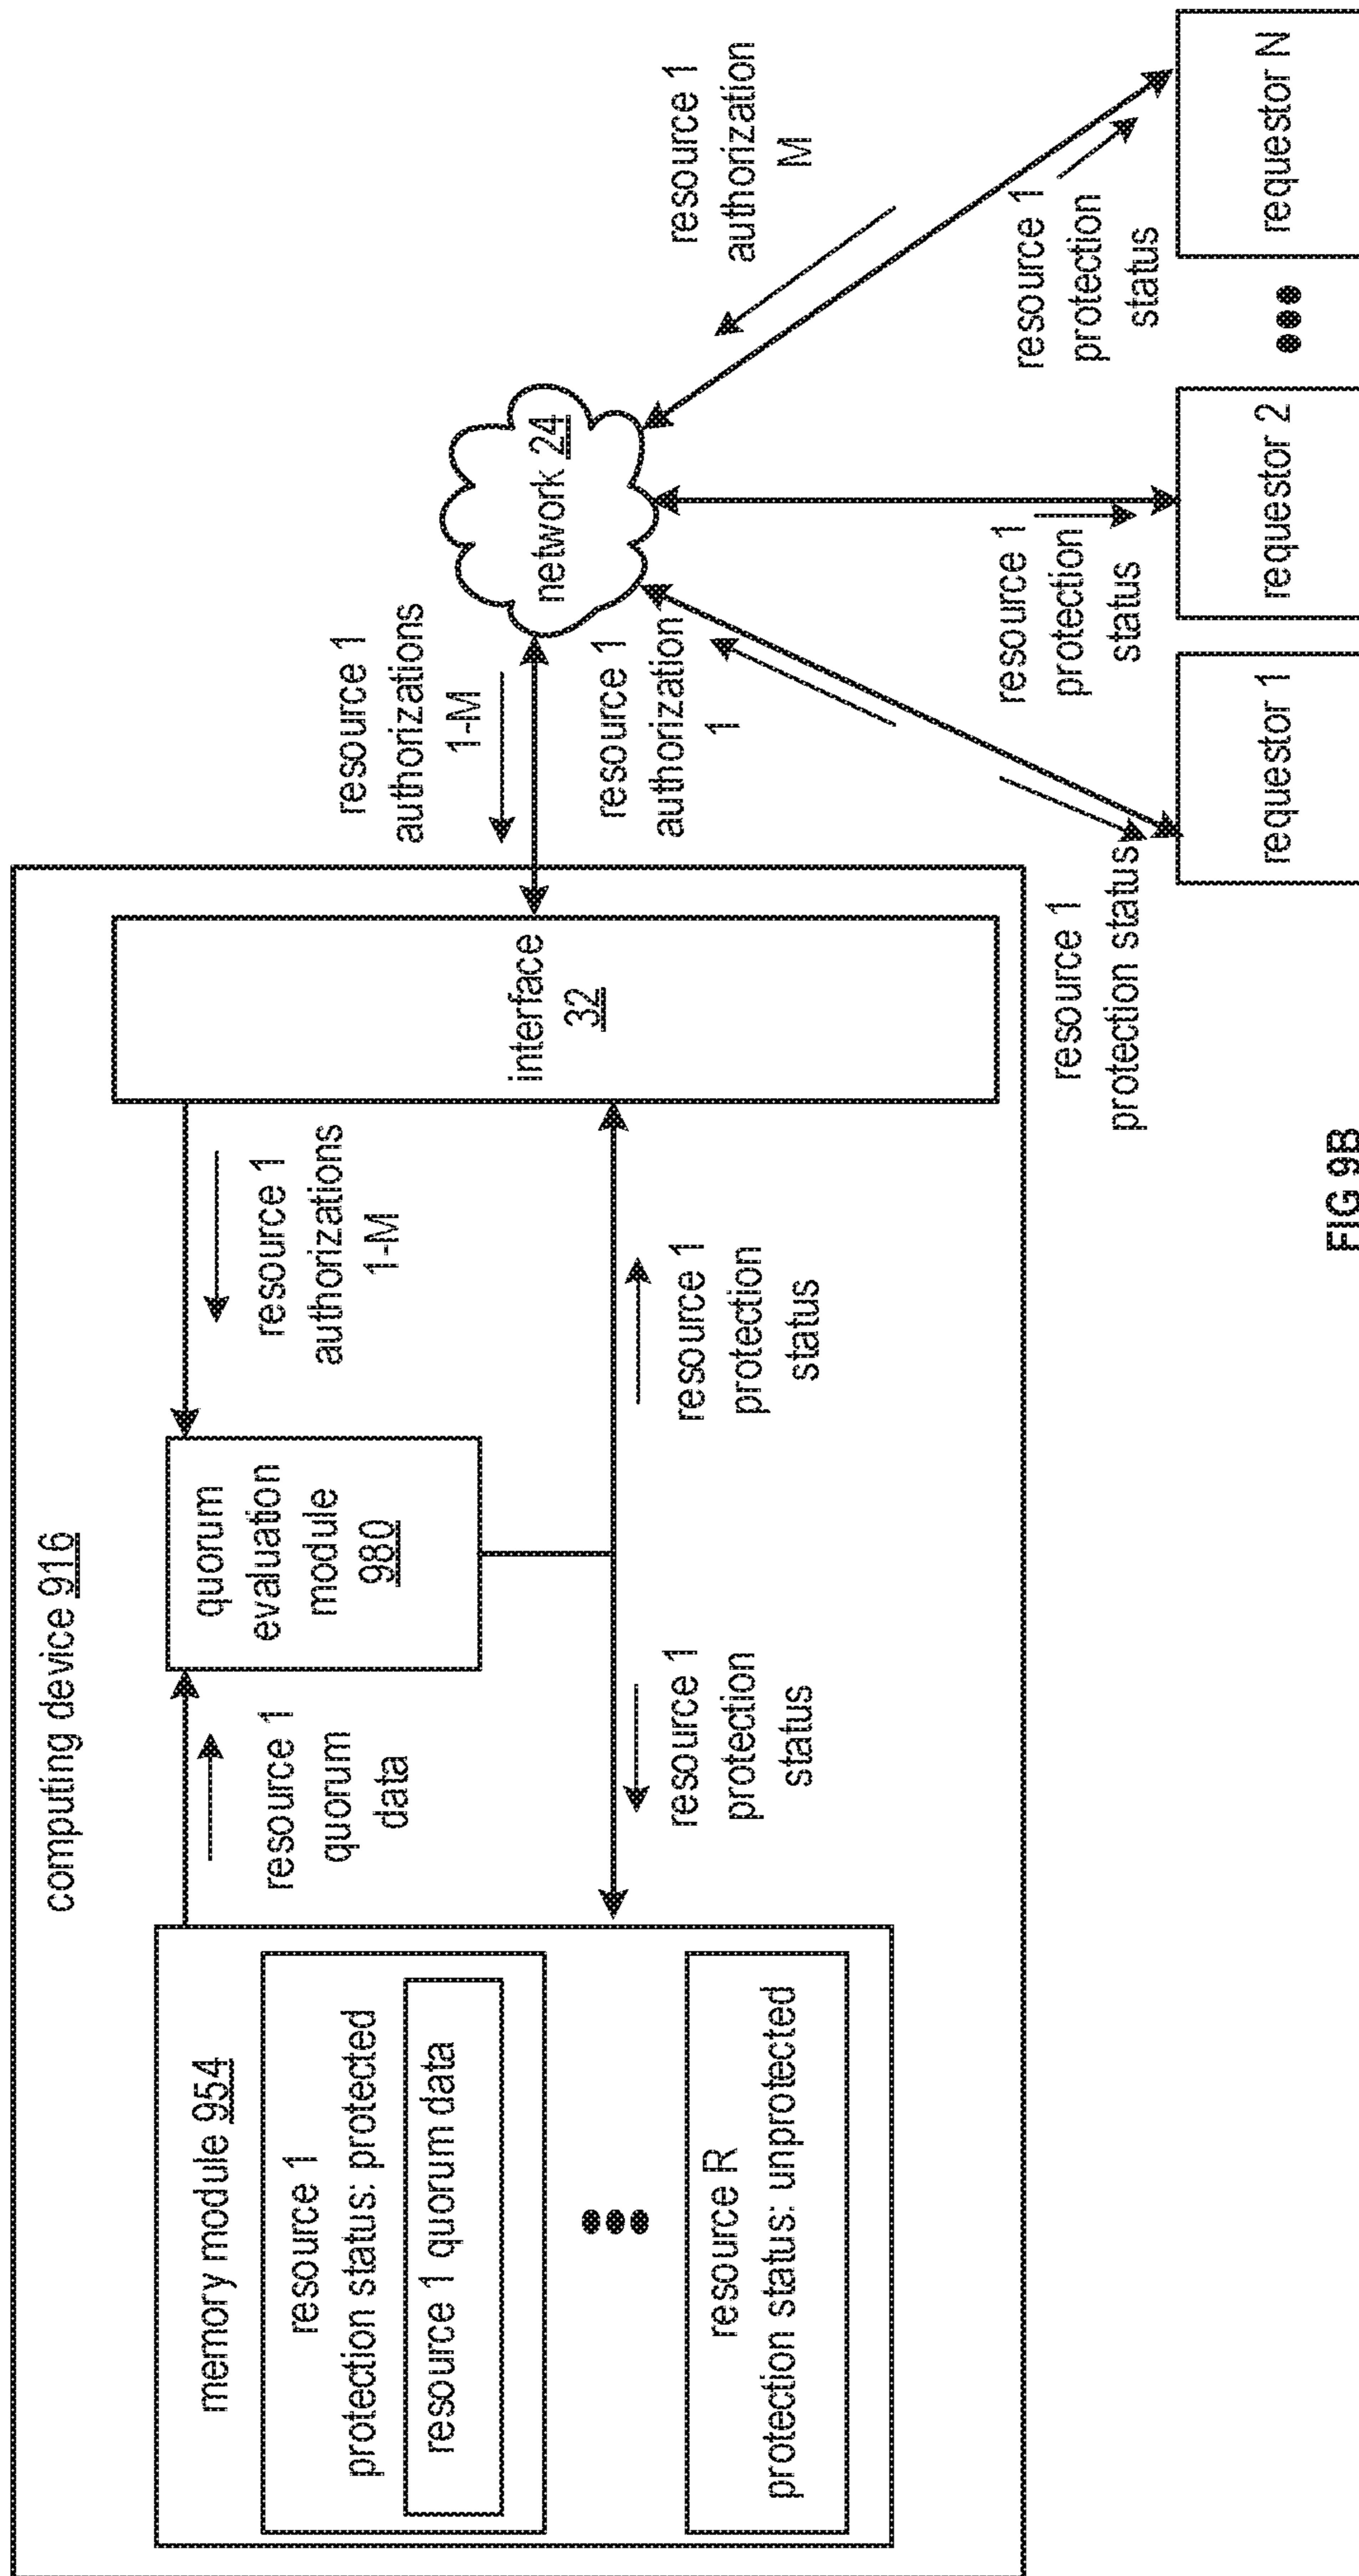 computing device 916
memory module 954
resource 1
protection status: protected
resource 1 quorum data
resource R
protection status: unprotected
resource 1
quorum
data
quorum
evaluation
module
980
resource 1
authorizations
1-M
resource 1
protection
status
resource 1
protection
status
interface
32
resource 1
authorizations
1-M
network 24
resource 1
authorization
1
resource 1
authorization
M
resource 1
protection status
resource 1
protection
status
resource 1
protection
status
requestor 1
requestor 2
requestor N
FIG 9B